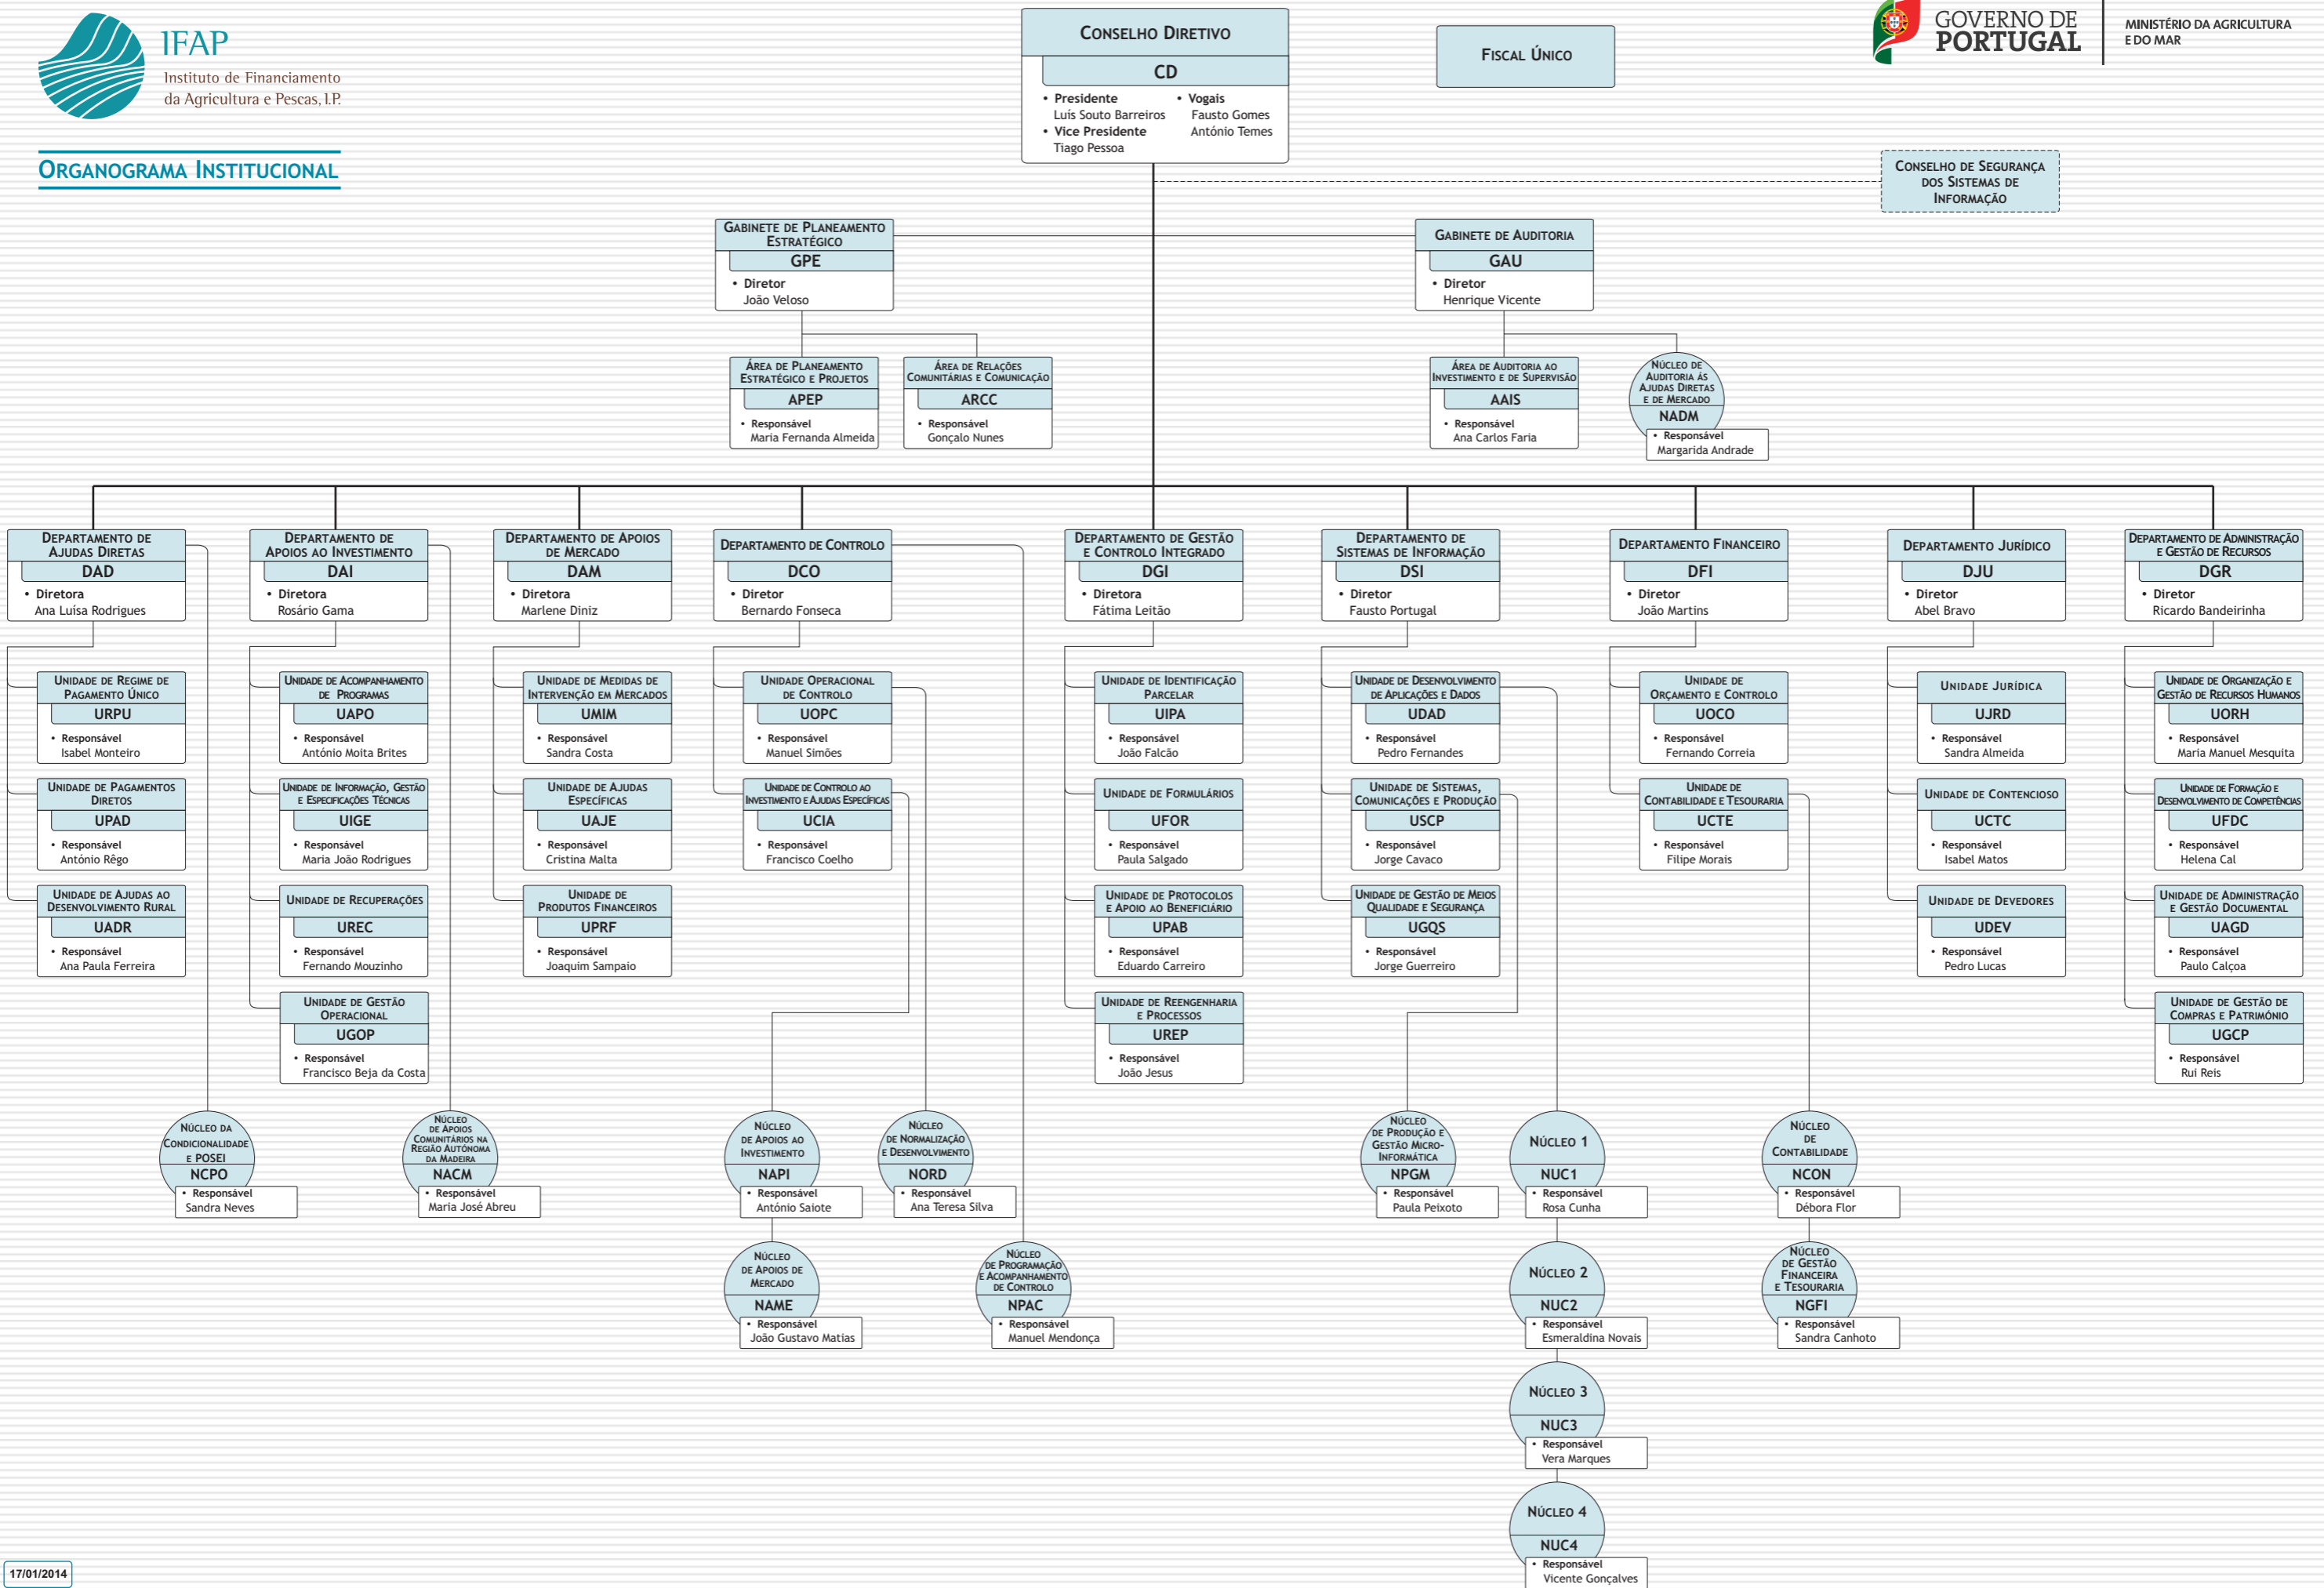 IFAP
Instituto de Financiamento
da Agricultura e Pescas, I.P.
ORGANOGRAMA INSTITUCIONAL
CONSELHO DIRETIVO
CD
• Presidente
Luís Souto Barreiros
• Vice Presidente
Tiago Pessoa
• Vogais
Fausto Gomes
António Temes
FISCAL ÚNICO
GOVERNO DE
PORTUGAL
MINISTÉRIO DA AGRICULTURA
E DO MAR
CONSELHO DE SEGURANÇA
DOS SISTEMAS DE
INFORMAÇÃO
GABINETE DE PLANEAMENTO
ESTRATÉGICO
GPE
• Diretor
João Veloso
GABINETE DE AUDITORIA
GAU
• Diretor
Henrique Vicente
ÁREA DE PLANEAMENTO
ESTRATÉGICO E PROJETOS
APEP
• Responsável
Maria Fernanda Almeida
ÁREA DE RELAÇÕES
COMUNITÁRIAS E COMUNICAÇÃO
ARCC
• Responsável
Gonçalo Nunes
ÁREA DE AUDITORIA AO
INVESTIMENTO E DE SUPERVISÃO
AAIS
• Responsável
Ana Carlos Faria
NÚCLEO DE
AUDITORIA ÁS
AJUDAS DIRETAS
E DE MERCADO
NADM
• Responsável
Margarida Andrade
DEPARTAMENTO DE
AJUDAS DIRETAS
DAD
• Diretora
Ana Luísa Rodrigues
DEPARTAMENTO DE
APOIOS AO INVESTIMENTO
DAI
• Diretora
Rosário Gama
DEPARTAMENTO DE APOIOS
DE MERCADO
DAM
• Diretora
Marlene Diniz
DEPARTAMENTO DE CONTROLO
DCO
• Diretor
Bernardo Fonseca
DEPARTAMENTO DE GESTÃO
E CONTROLO INTEGRADO
DGI
• Diretora
Fátima Leitão
DEPARTAMENTO DE
SISTEMAS DE INFORMAÇÃO
DSI
• Diretor
Fausto Portugal
DEPARTAMENTO FINANCEIRO
DFI
• Diretor
João Martins
DEPARTAMENTO JURÍDICO
DJU
• Diretor
Abel Bravo
DEPARTAMENTO DE ADMINISTRAÇÃO
E GESTÃO DE RECURSOS
DGR
• Diretor
Ricardo Bandeirinha
UNIDADE DE REGIME DE
PAGAMENTO ÚNICO
URPU
• Responsável
Isabel Monteiro
UNIDADE DE ACOMPANHAMENTO
DE PROGRAMAS
UAPO
• Responsável
António Moita Brites
UNIDADE DE MEDIDAS DE
INTERVENÇÃO EM MERCADOS
UMIM
• Responsável
Sandra Costa
UNIDADE OPERACIONAL
DE CONTROLO
UOPC
• Responsável
Manuel Simões
UNIDADE DE IDENTIFICAÇÃO
PARCELAR
UIPA
• Responsável
João Falcão
UNIDADE DE DESENVOLVIMENTO
DE APLICAÇÕES E DADOS
UDAD
• Responsável
Pedro Fernandes
UNIDADE DE
ORÇAMENTO E CONTROLO
UOCO
• Responsável
Fernando Correia
UNIDADE JURÍDICA
UJRD
• Responsável
Sandra Almeida
UNIDADE DE ORGANIZAÇÃO E
GESTÃO DE RECURSOS HUMANOS
UORH
• Responsável
Maria Manuel Mesquita
UNIDADE DE PAGAMENTOS
DIRETOS
UPAD
• Responsável
António Rêgo
UNIDADE DE INFORMAÇÃO, GESTÃO
E ESPECIFICAÇÕES TÉCNICAS
UIGE
• Responsável
Maria João Rodrigues
UNIDADE DE AJUDAS
ESPECÍFICAS
UAJE
• Responsável
Cristina Malta
UNIDADE DE CONTROLO AO
INVESTIMENTO E AJUDAS ESPECÍFICAS
UCIA
• Responsável
Francisco Coelho
UNIDADE DE FORMULÁRIOS
UFOR
• Responsável
Paula Salgado
UNIDADE DE SISTEMAS,
COMUNICAÇÕES E PRODUÇÃO
USCP
• Responsável
Jorge Cavaco
UNIDADE DE
CONTABILIDADE E TESOURARIA
UCTE
• Responsável
Filipe Morais
UNIDADE DE CONTENCIOSO
UCTC
• Responsável
Isabel Matos
UNIDADE DE FORMAÇÃO E
DESENVOLVIMENTO DE COMPETÊNCIAS
UFDC
• Responsável
Helena Cal
UNIDADE DE AJUDAS AO
DESENVOLVIMENTO RURAL
UADR
• Responsável
Ana Paula Ferreira
UNIDADE DE RECUPERAÇÕES
UREC
• Responsável
Fernando Mouzinho
UNIDADE DE
PRODUTOS FINANCEIROS
UPRF
• Responsável
Joaquim Sampaio
UNIDADE DE PROTOCOLOS
E APOIO AO BENEFICIÁRIO
UPAB
• Responsável
Eduardo Carreiro
UNIDADE DE GESTÃO DE MEIOS
QUALIDADE E SEGURANÇA
UGQS
• Responsável
Jorge Guerreiro
UNIDADE DE DEVEDORES
UDEV
• Responsável
Pedro Lucas
UNIDADE DE ADMINISTRAÇÃO
E GESTÃO DOCUMENTAL
UAGD
• Responsável
Paulo Calçoa
UNIDADE DE GESTÃO
OPERACIONAL
UGOP
• Responsável
Francisco Beja da Costa
UNIDADE DE REENGENHARIA
E PROCESSOS
UREP
• Responsável
João Jesus
UNIDADE DE GESTÃO DE
COMPRAS E PATRIMÓNIO
UGCP
• Responsável
Rui Reis
NÚCLEO DA
CONDICIONALIDADE
E POSEI
NCPO
• Responsável
Sandra Neves
NÚCLEO
DE APOIOS
COMUNITÁRIOS NA
REGIÃO AUTÓNOMA
DA MADEIRA
NACM
• Responsável
Maria José Abreu
NÚCLEO
DE APOIOS AO
INVESTIMENTO
NAPI
• Responsável
António Saiote
NÚCLEO
DE NORMALIZAÇÃO
E DESENVOLVIMENTO
NORD
• Responsável
Ana Teresa Silva
NÚCLEO
DE PRODUÇÃO E
GESTÃO MICRO-
INFORMÁTICA
NPGM
• Responsável
Paula Peixoto
NÚCLEO 1
NUC1
• Responsável
Rosa Cunha
NÚCLEO
DE
CONTABILIDADE
NCON
• Responsável
Débora Flor
NÚCLEO
DE APOIOS DE
MERCADO
NAME
• Responsável
João Gustavo Matias
NÚCLEO
DE PROGRAMAÇÃO
E ACOMPANHAMENTO
DE CONTROLO
NPAC
• Responsável
Manuel Mendonça
NÚCLEO 2
NUC2
• Responsável
Esmeraldina Novais
NÚCLEO
DE GESTÃO
FINANCEIRA
E TESOURARIA
NGFI
• Responsável
Sandra Canhoto
NÚCLEO 3
NUC3
• Responsável
Vera Marques
NÚCLEO 4
NUC4
• Responsável
Vicente Gonçalves
17/01/2014